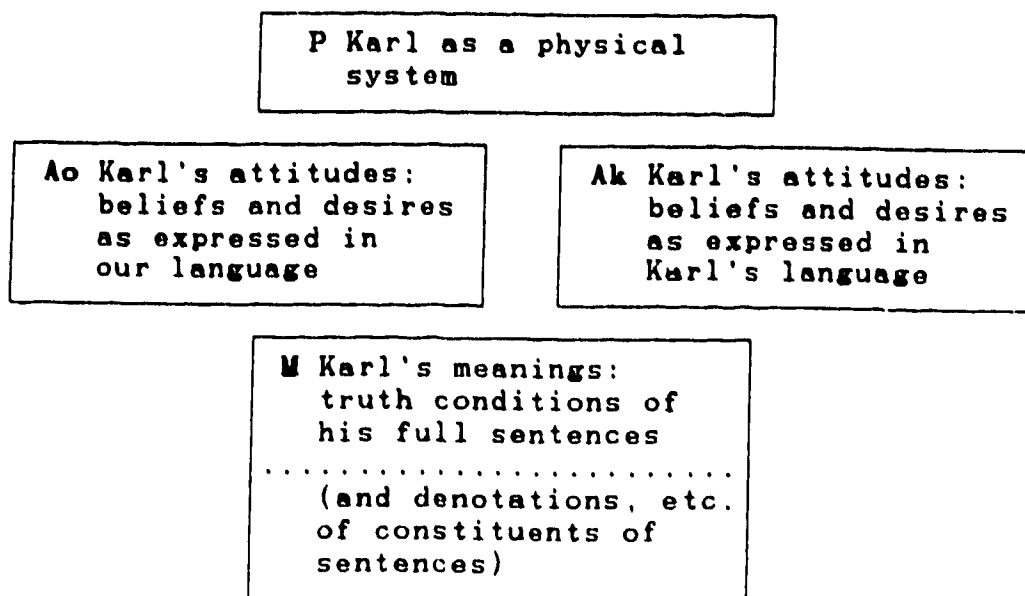 P Karl as a physical
system
Ao Karl's attitudes:
beliefs and desires
as expressed in
our language
Ak Karl's attitudes:
beliefs and desires
as expressed in
Karl's language
M Karl's meanings:
truth conditions of
his full sentences
.........................
(and denotations, etc.
of constituents of
sentences)